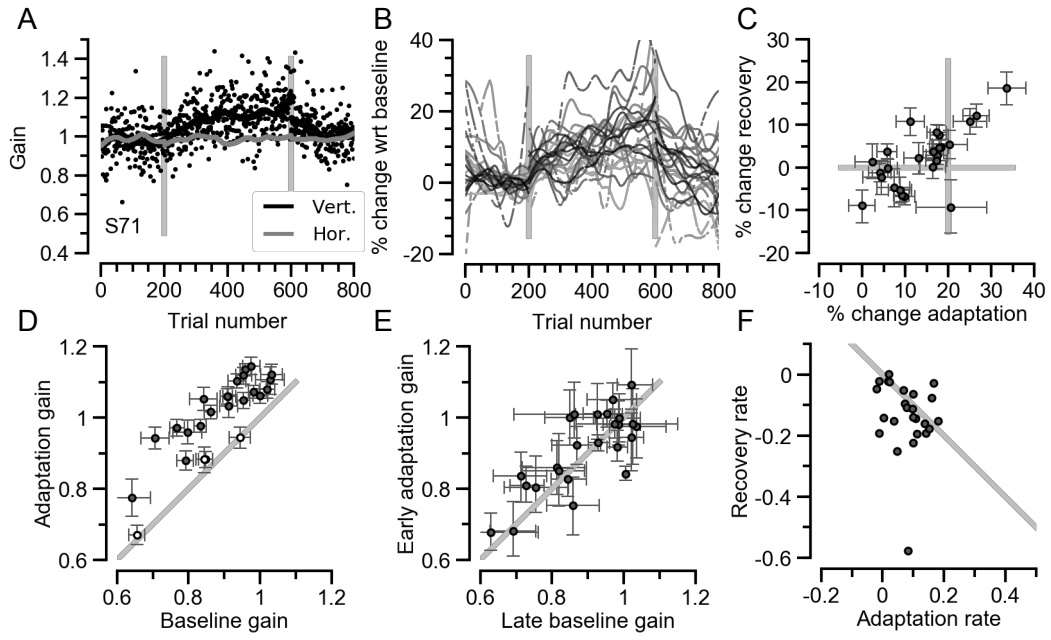 A
Gain
1.4
1.2
1
0.8
0.6
0.4
S71
Vert.
Hor.
0
200
400
600
800
Trial number
B
% change wrt baseline
40
20
0
-20
0
200
400
600
800
Trial number
C
% change recovery
30
20
10
0
-10
-20
-10
0
10
20
30
40
% change adaptation
D
Adaptation gain
1.2
1
0.8
0.6
0.6
0.8
1
1.2
Baseline gain
E
Early adaptation gain
1.2
1
0.8
0.6
0.6
0.8
1
1.2
Late baseline gain
F
Recovery rate
0
-0.2
-0.4
-0.6
-0.2
0
0.2
0.4
Adaptation rate